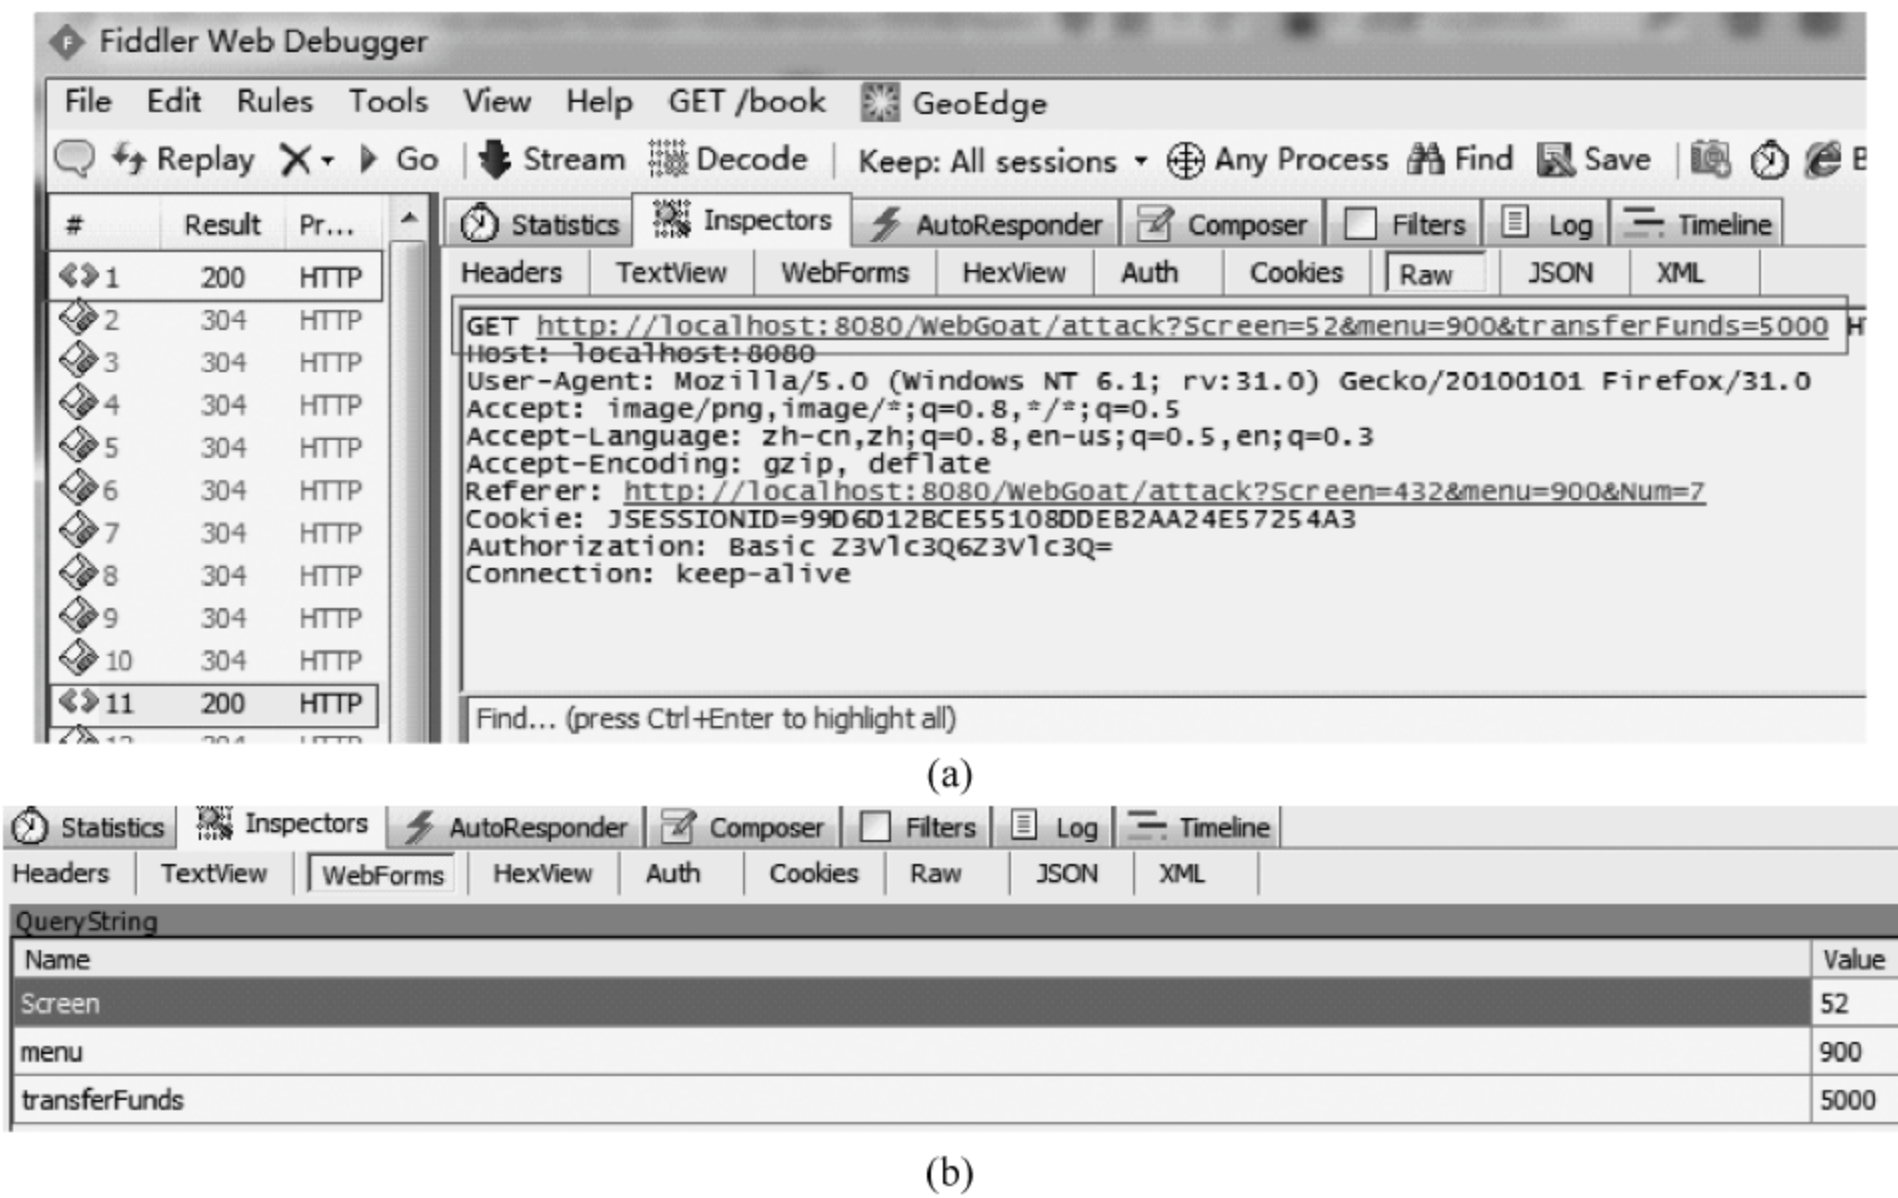 Fiddler Web Debugger
File Edit Rules Tools View Help GET /book GeoEdge
Replay Go Stream Decode Keep: All sessions Any Process Find Save
# Result Pr... Statistics Inspectors AutoResponder Composer Filters Log Timeline
Headers TextView WebForms HexView Auth Cookies Raw JSON XML
1 200 HTTP
2 304 HTTP
3 304 HTTP
4 304 HTTP
5 304 HTTP
6 304 HTTP
7 304 HTTP
8 304 HTTP
9 304 HTTP
10 304 HTTP
11 200 HTTP
GET http://localhost:8080/WebGoat/attack?Screen=52&menu=900&transferFunds=5000
Host: localhost:8080
User-Agent: Mozilla/5.0 (Windows NT 6.1; rv:31.0) Gecko/20100101 Firefox/31.0
Accept: image/png,image/*;q=0.8,*/*;q=0.5
Accept-Language: zh-cn,zh;q=0.8,en-us;q=0.5,en;q=0.3
Accept-Encoding: gzip, deflate
Referer: http://localhost:8080/WebGoat/attack?Screen=432&menu=900&Num=7
Cookie: JSESSIONID=99D6D12BCE55108DDEB2AA24E57254A3
Authorization: Basic Z3Vlc3Q6Z3Vlc3Q=
Connection: keep-alive
Find... (press Ctrl+Enter to highlight all)
(a)
Statistics Inspectors AutoResponder Composer Filters Log Timeline
Headers TextView WebForms HexView Auth Cookies Raw JSON XML
QueryString
Name Value
Screen 52
menu 900
transferFunds 5000
(b)